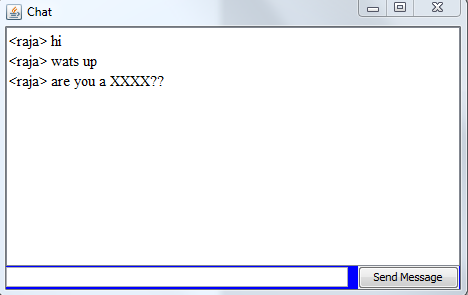 Chat
<raja> hi
<raja> wats up
<raja> are you a XXXX??
Send Message